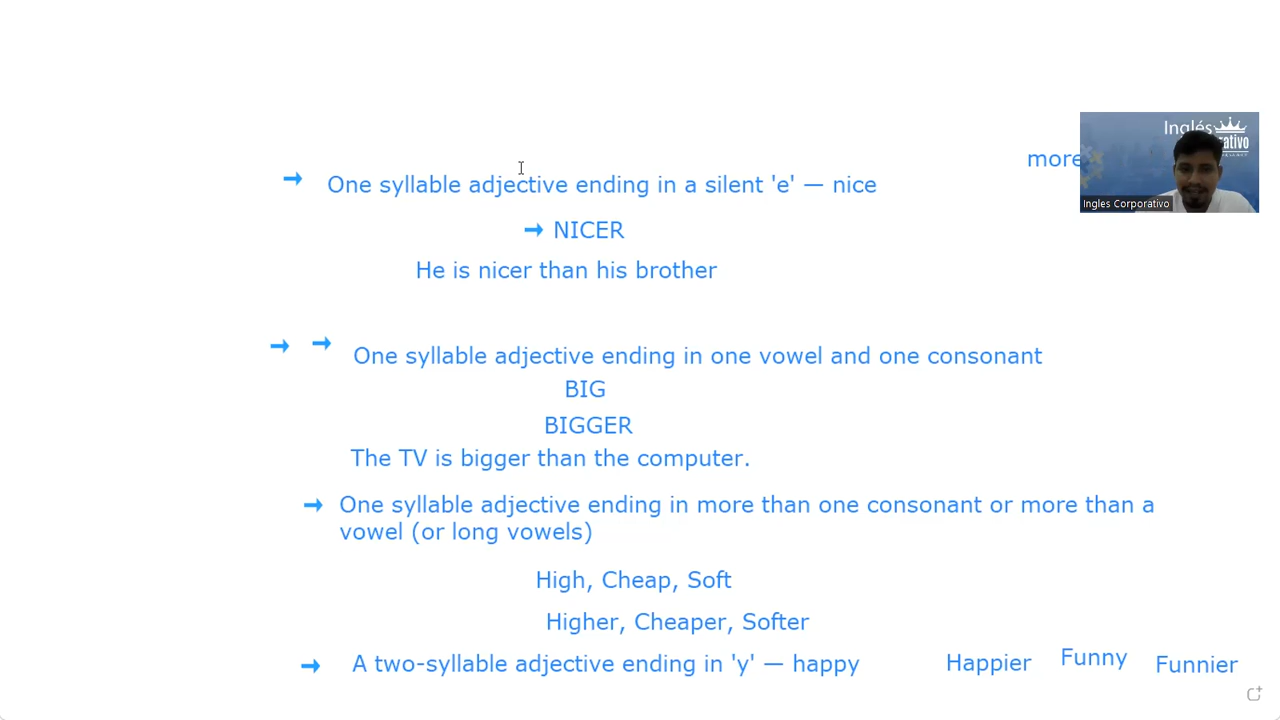 more
One syllable adjective ending in a silent 'e' — nice
➞ NICER
He is nicer than his brother
One syllable adjective ending in one vowel and one consonant
BIG
BIGGER
The TV is bigger than the computer.
One syllable adjective ending in more than one consonant or more than a
vowel (or long vowels)
High, Cheap, Soft
Higher, Cheaper, Softer
A two-syllable adjective ending in 'y' — happy
Happier
Funny
Funnier
Inglés
Ingles Corporativo